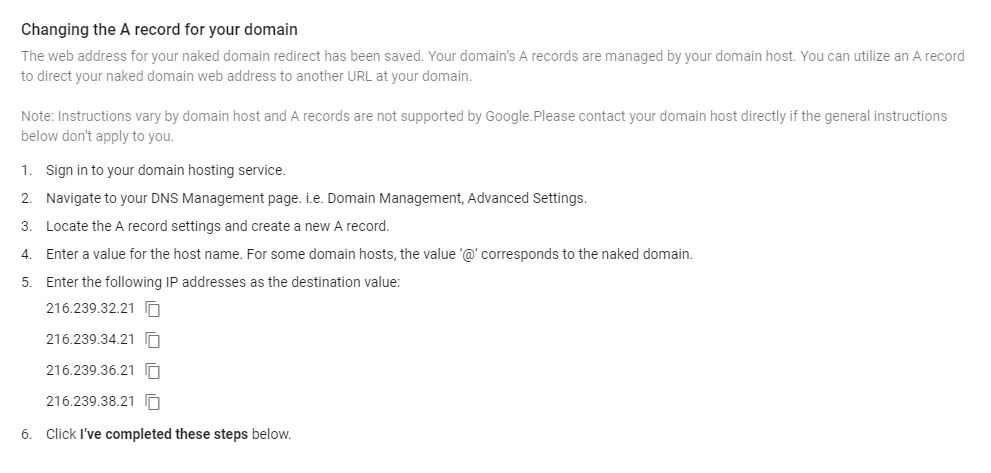 Changing the A record for your domain
The web address for your naked domain redirect has been saved. Your domain’s A records are managed by your domain host. You can utilize an A record
to direct your naked domain web address to another URL at your domain.
Note: Instructions vary by domain host and A records are not supported by Google.Please contact your domain host directly if the general instructions
below don’t apply to you.
1. Sign in to your domain hosting service.
2. Navigate to your DNS Management page. i.e. Domain Management, Advanced Settings.
3. Locate the A record settings and create a new A record.
4. Enter a value for the host name. For some domain hosts, the value ‘@’ corresponds to the naked domain.
5. Enter the following IP addresses as the destination value:
216.239.32.21
216.239.34.21
216.239.36.21
216.239.38.21
6. Click I’ve completed these steps below.